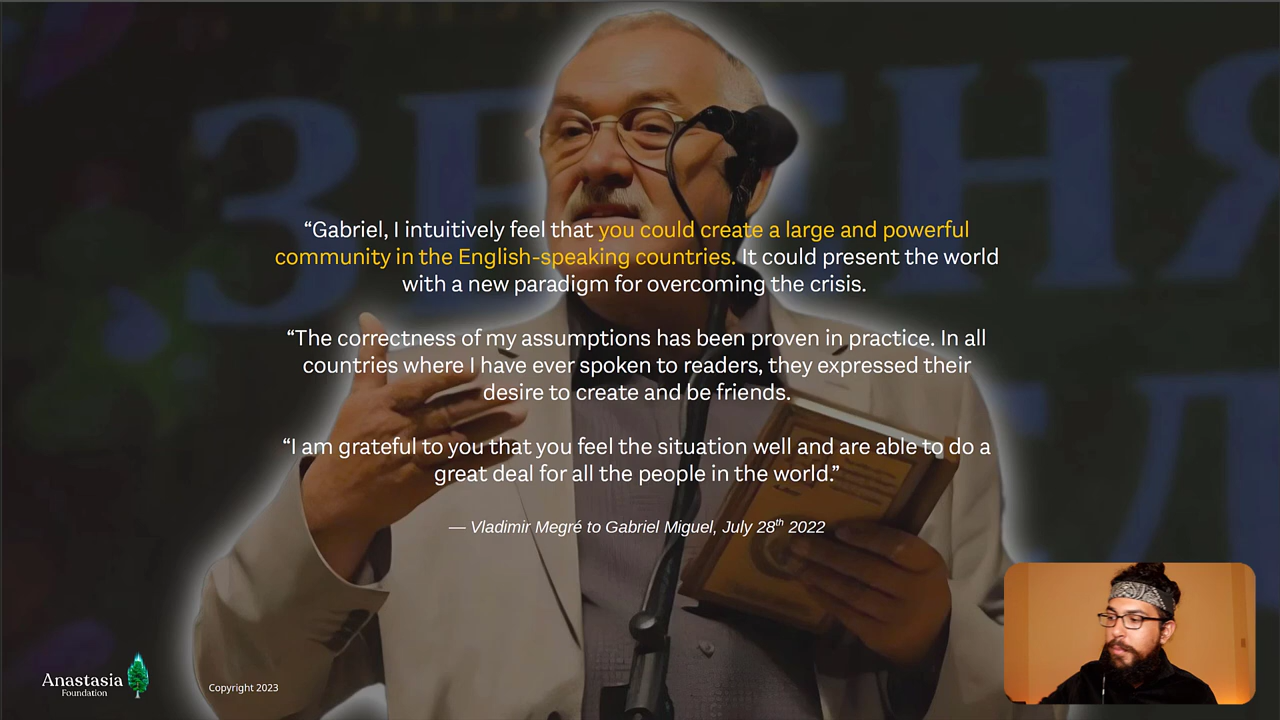 ЗВ НЯ
ЕЛ
“Gabriel, I intuitively feel that you could create a large and powerful
community in the English-speaking countries. It could present the world
with a new paradigm for overcoming the crisis.
“The correctness of my assumptions has been proven in practice. In all
countries where I have ever spoken to readers, they expressed their
desire to create and be friends.
“I am grateful to you that you feel the situation well and are able to do a
great deal for all the people in the world.”
— Vladimir Megré to Gabriel Miguel, July 28th 2022
Anastasia
Foundation
Copyright 2023